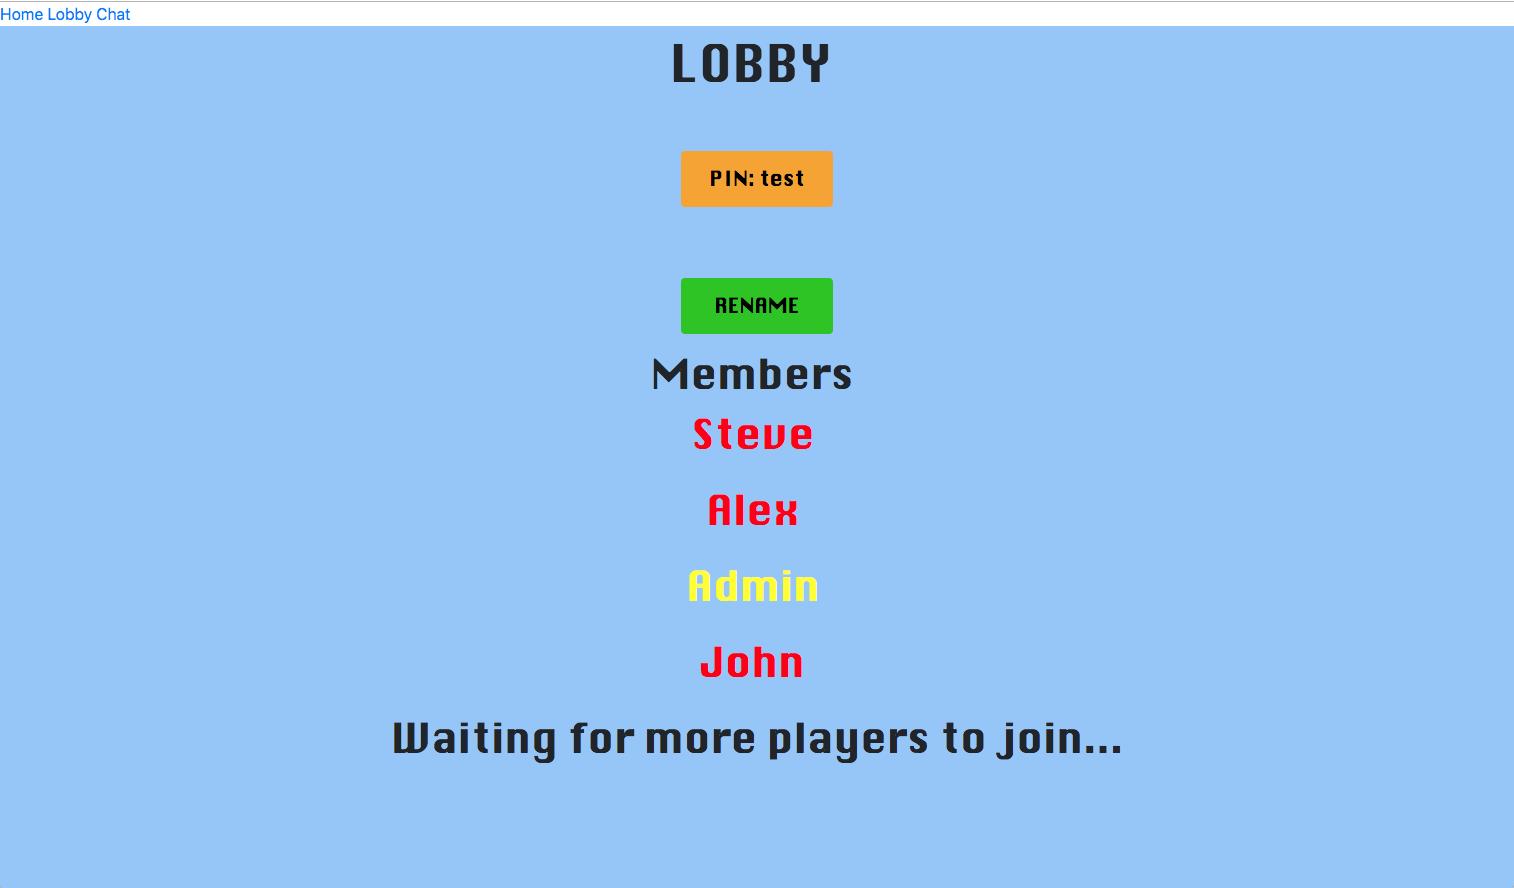 Home Lobby Chat
LOBBY
PIN: test
RENAME
Members
Steve
Alex
Admin
John
Waiting for more players to join...